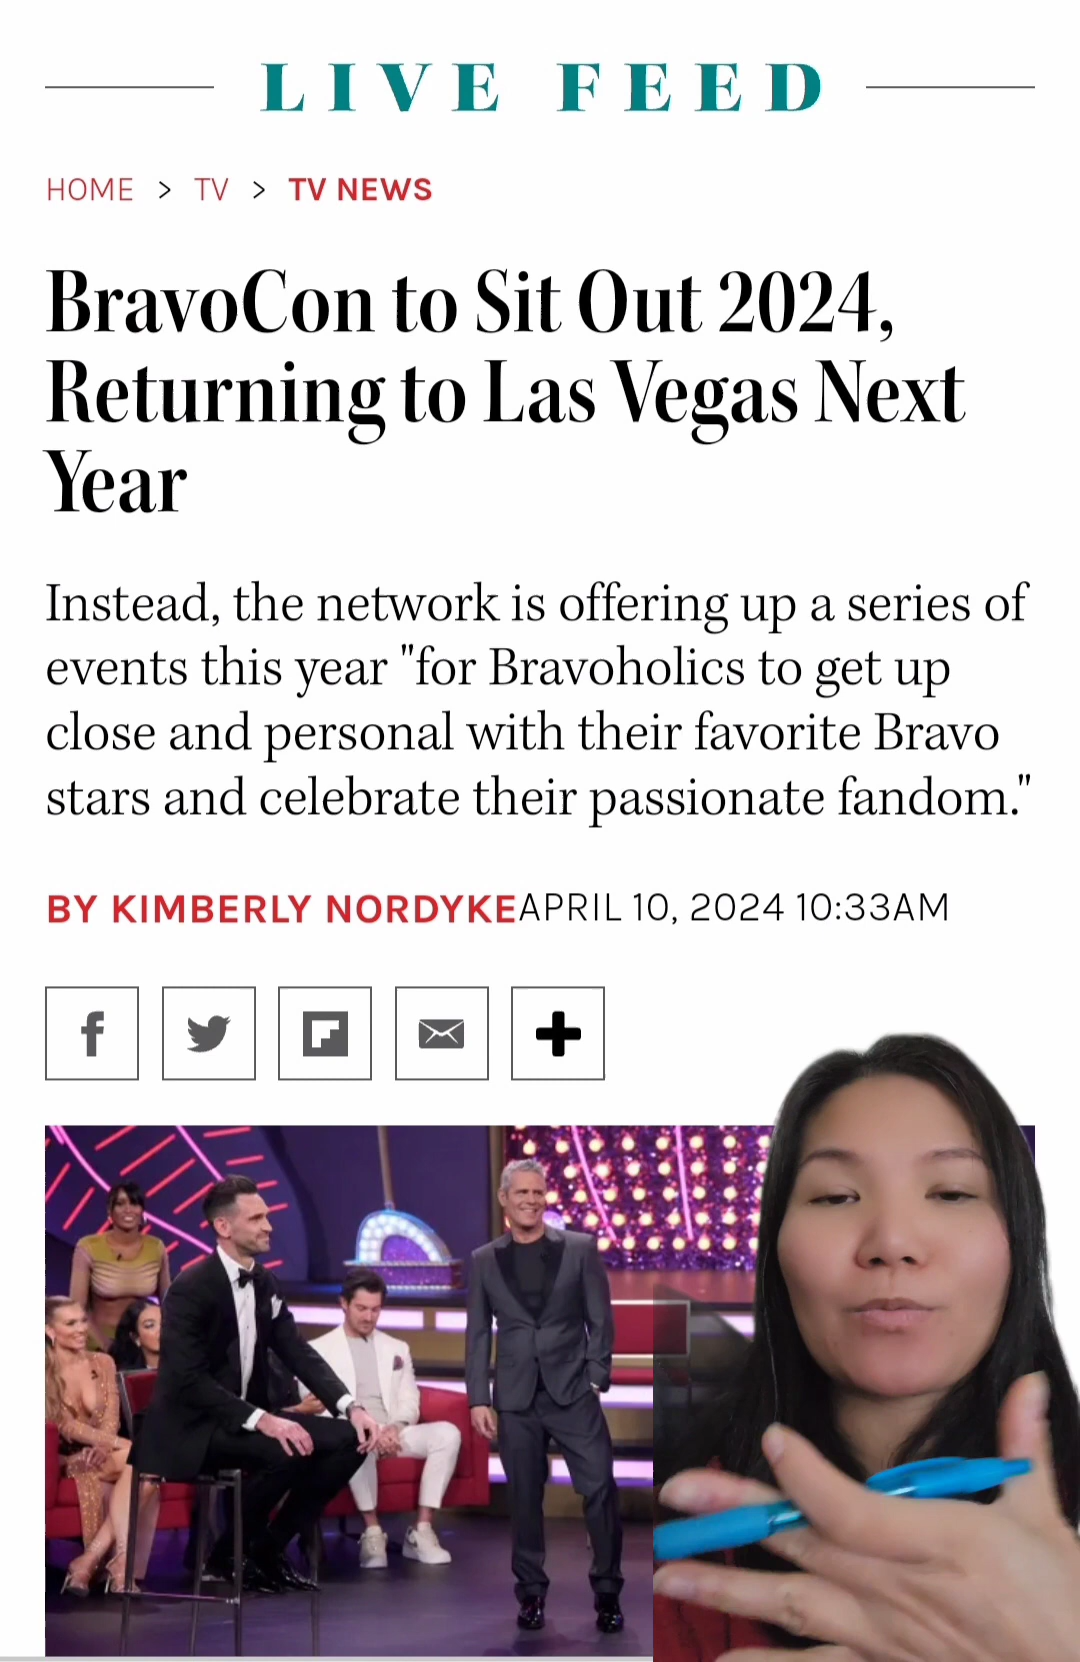 LIVE FEED
HOME > TV > TV NEWS
BravoCon to Sit Out 2024,
Returning to Las Vegas Next
Year
Instead, the network is offering up a series of
events this year "for Bravoholics to get up
close and personal with their favorite Bravo
stars and celebrate their passionate fandom."
BY KIMBERLY NORDYKEAPRIL 10, 2024 10:33AM